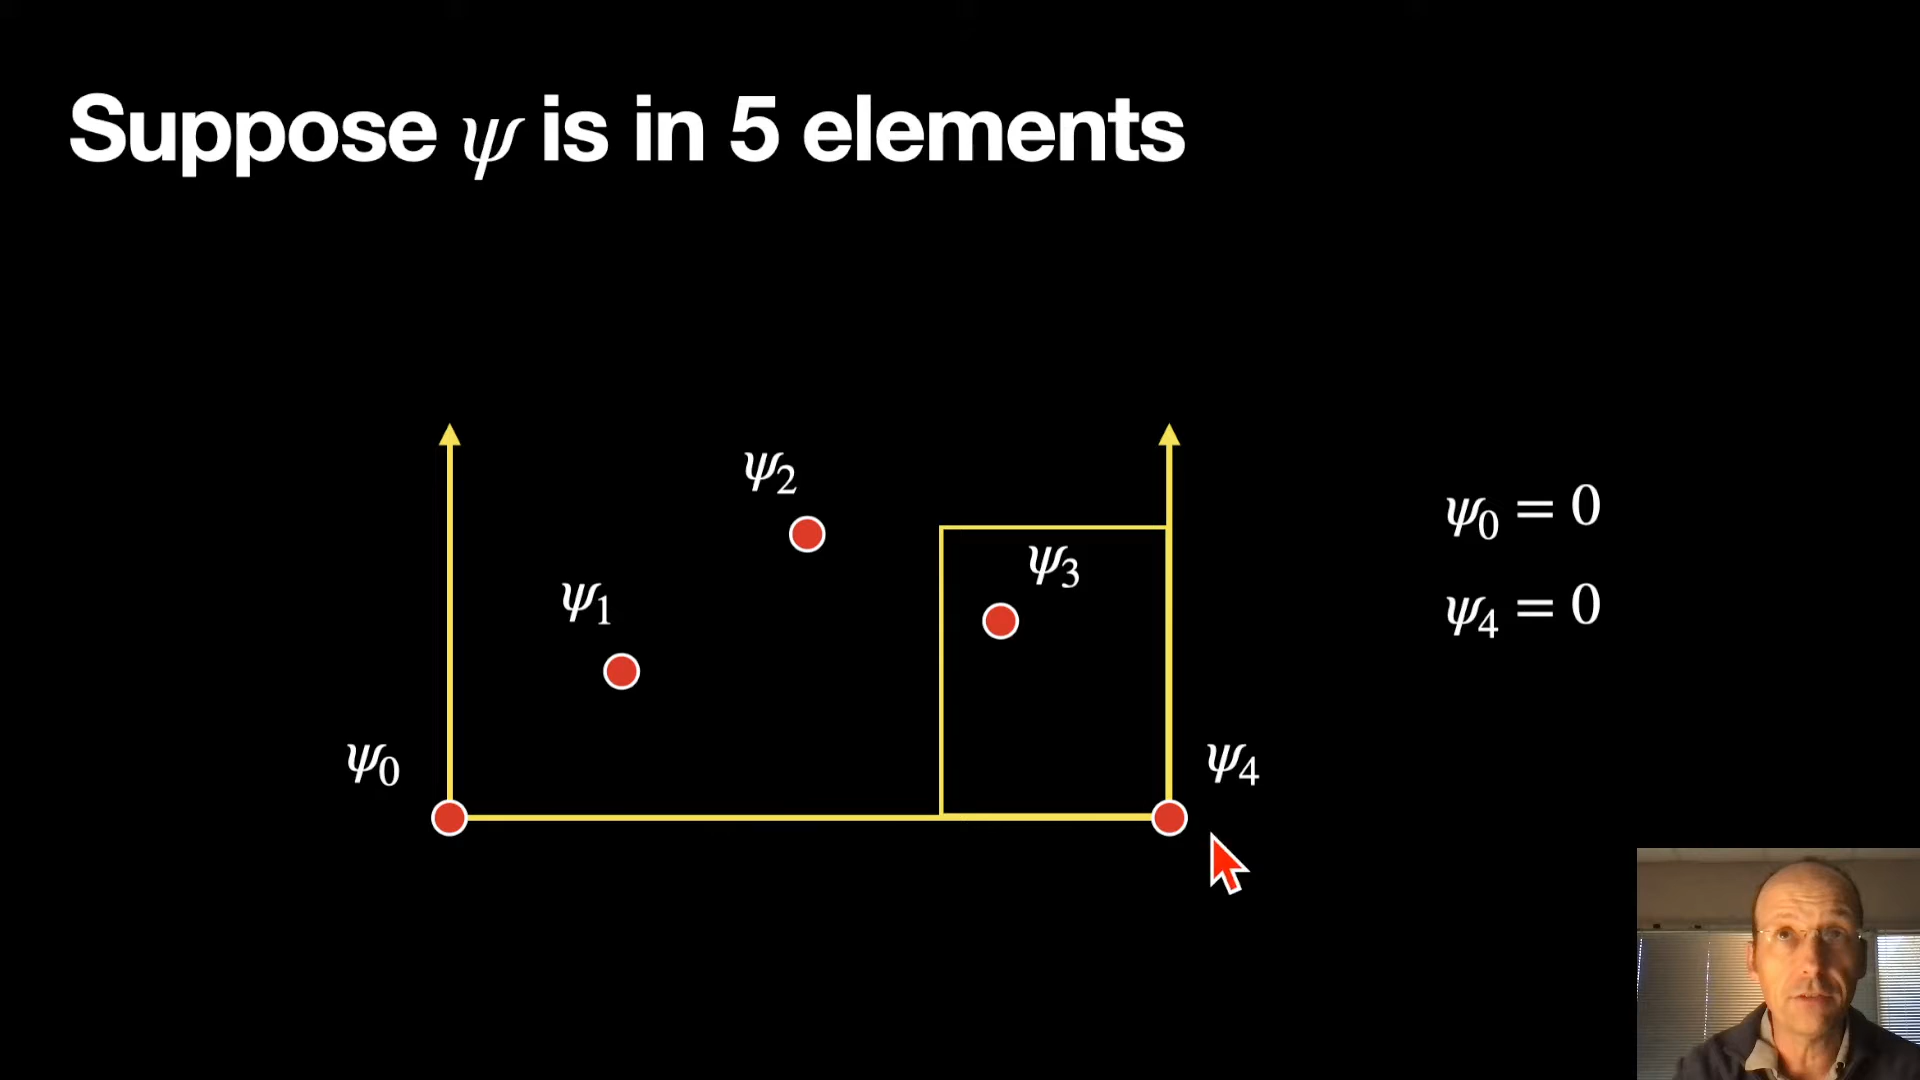 Suppose ψ is in 5 elements
ψ₂
ψ₀ = 0
ψ₃
ψ₁
ψ₄ = 0
ψ₀
ψ₄